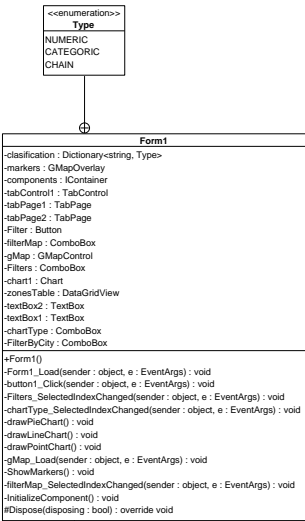 <<enumeration>>
Type
NUMERIC
CATEGORIC
CHAIN
Form1
-clasification : Dictionary<string, Type>
-markers : GMapOverlay
-components : IContainer
-tabControl1 : TabControl
-tabPage1 : TabPage
-tabPage2 : TabPage
-Filter : Button
-filterMap : ComboBox
-gMap : GMapControl
-Filters : ComboBox
-chart1 : Chart
-zonesTable : DataGridView
-textBox2 : TextBox
-textBox1 : TextBox
-chartType : ComboBox
-FilterByCity : ComboBox
+Form1()
-Form1_Load(sender : object, e : EventArgs) : void
-button1_Click(sender : object, e : EventArgs) : void
-Filters_SelectedIndexChanged(sender : object, e : EventArgs) : void
-chartType_SelectedIndexChanged(sender : object, e : EventArgs) : void
-drawPieChart() : void
-drawLineChart() : void
-drawPointChart() : void
-gMap_Load(sender : object, e : EventArgs) : void
-ShowMarkers() : void
-filterMap_SelectedIndexChanged(sender : object, e : EventArgs) : void
-InitializeComponent() : void
#Dispose(disposing : bool) : override void